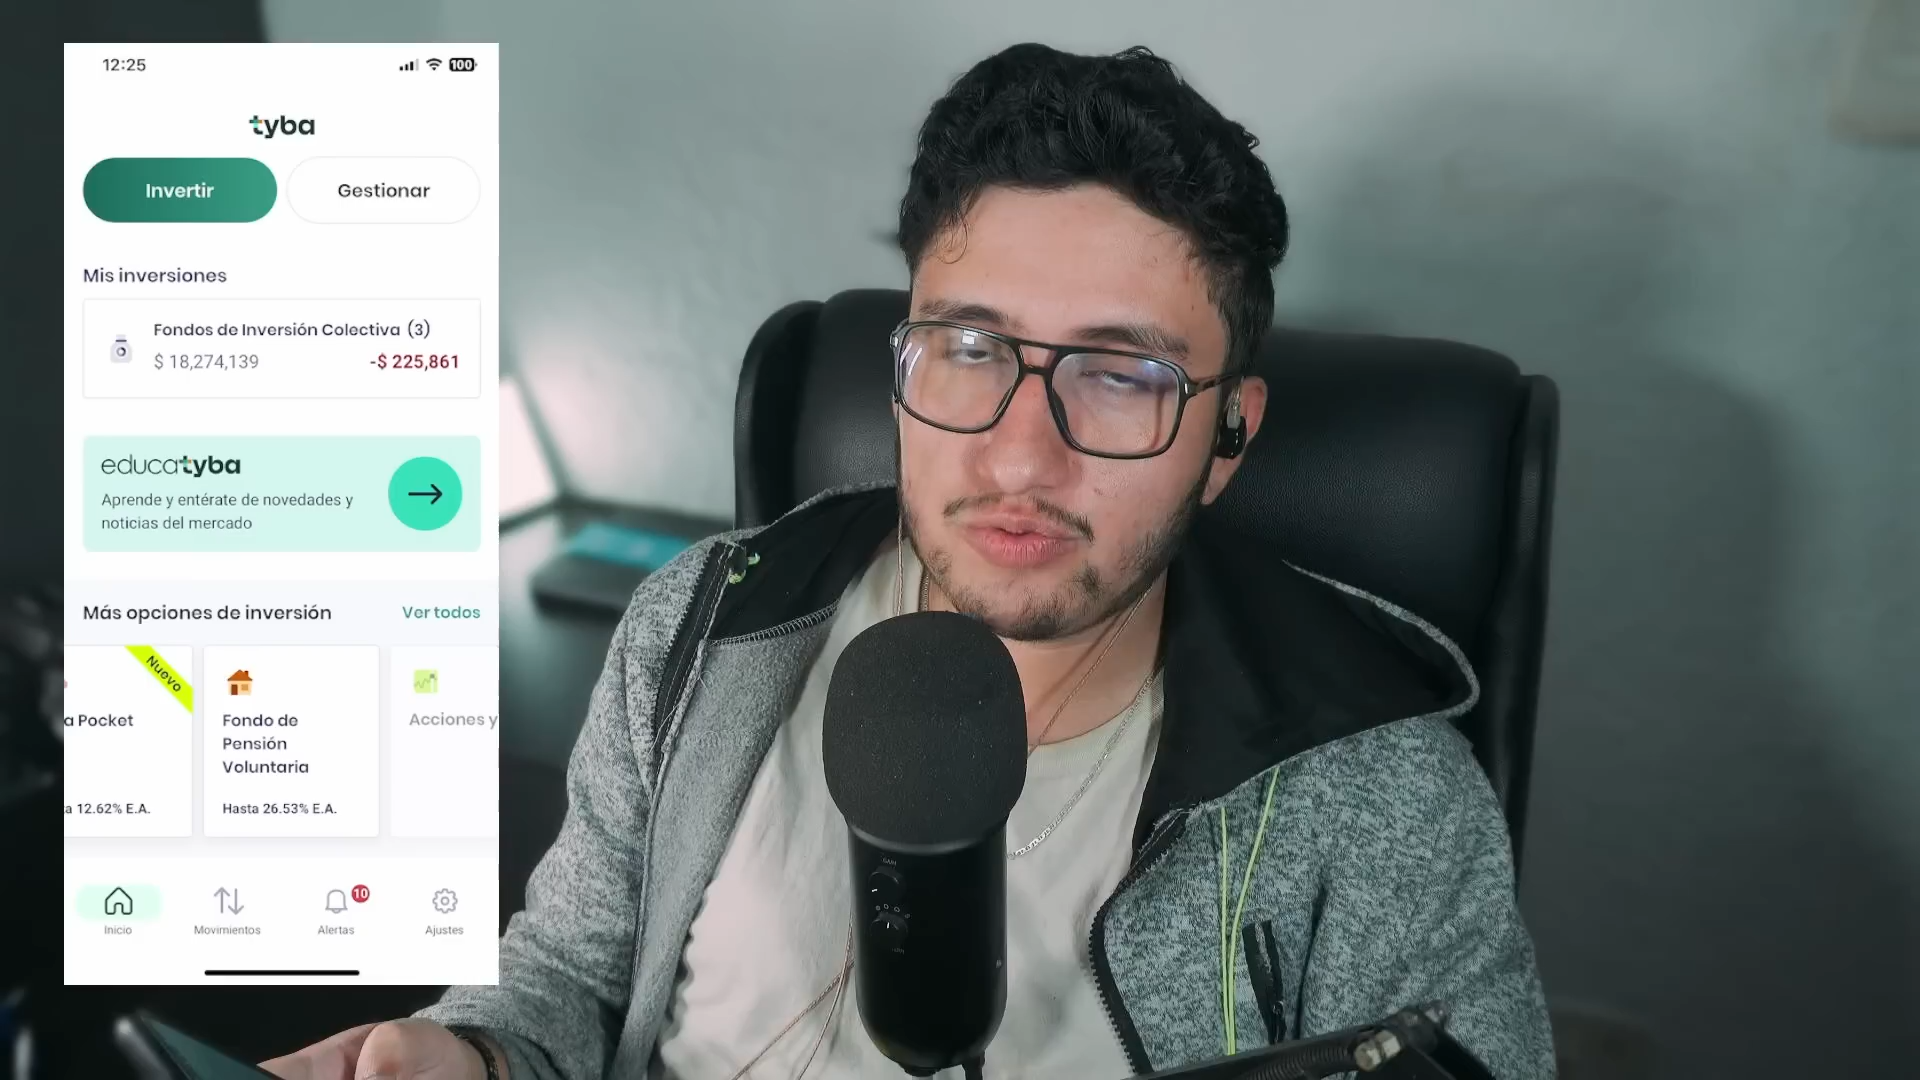 12:25
100
tyba
Invertir
Gestionar
Mis inversiones
Fondos de Inversión Colectiva (3)
$ 18,274,139
-$ 225,861
educatyba
Aprende y entérate de novedades y
noticias del mercado
Más opciones de inversión
Ver todos
Nuevo
a Pocket
a 12.62% E.A.
Fondo de
Pensión
Voluntaria
Hasta 26.53% E.A.
Acciones y
10
Inicio
Movimientos
Alertas
Ajustes
GAIN